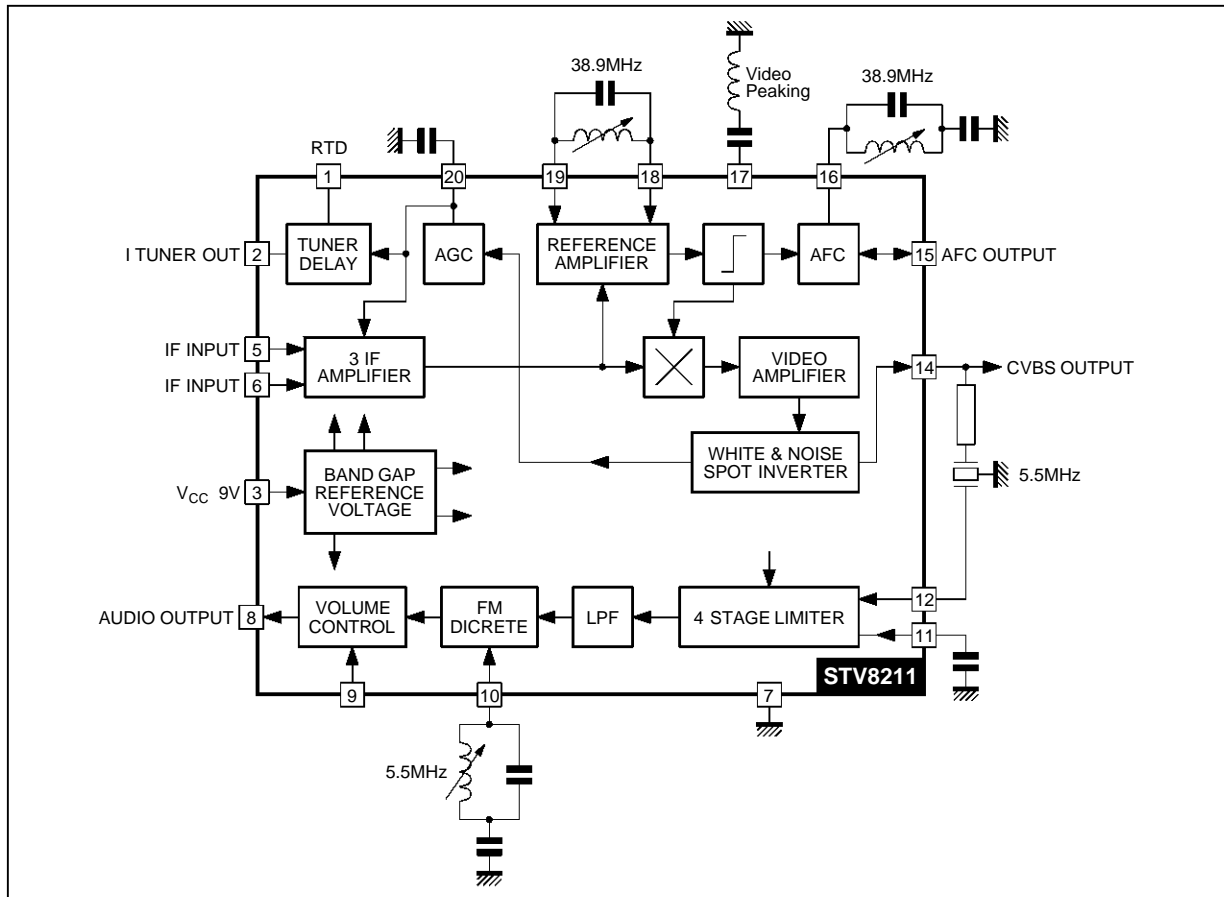 38.9MHz
Video
Peaking
38.9MHz
RTD
1
20
19
18
17
16
I TUNER OUT
2
TUNER
DELAY
AGC
REFERENCE
AMPLIFIER
AFC
15
AFC OUTPUT
IF INPUT
5
IF INPUT
6
3 IF
AMPLIFIER
VIDEO
AMPLIFIER
14
CVBS OUTPUT
WHITE & NOISE
SPOT INVERTER
5.5MHz
VCC 9V
3
BAND GAP
REFERENCE
VOLTAGE
AUDIO OUTPUT
8
VOLUME
CONTROL
FM
DICRETE
LPF
4 STAGE LIMITER
12
11
STV8211
9
10
7
5.5MHz